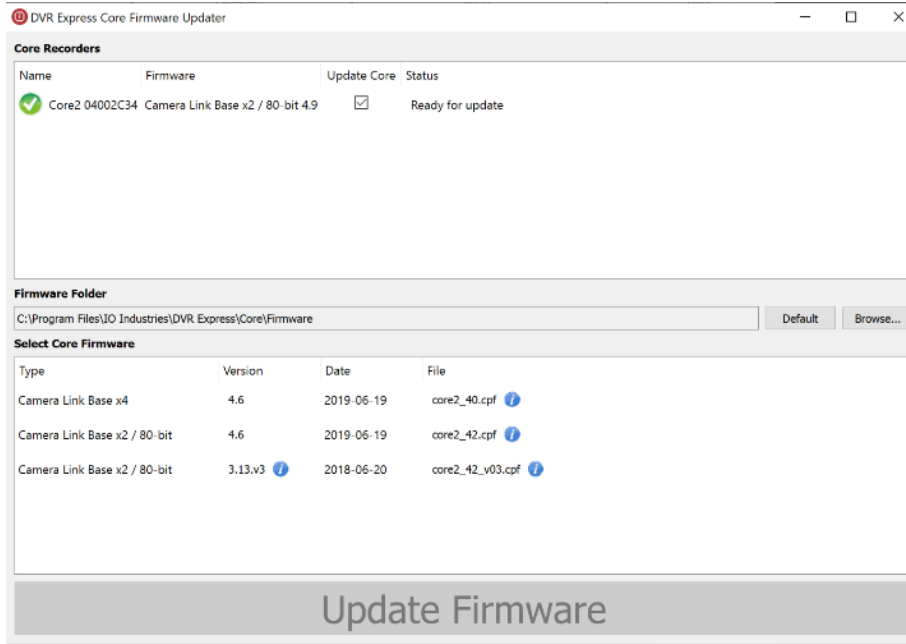 DVR Express Core Firmware Updater
Core Recorders
Name Firmware Update Core Status
Core2 04002C34 Camera Link Base x2 / 80-bit 4.9 Ready for update
Firmware Folder
C:\Program Files\IO Industries\DVR Express\Core\Firmware Default Browse...
Select Core Firmware
Type Version Date File
Camera Link Base x4 4.6 2019-06-19 core2_40.cpf
Camera Link Base x2 / 80-bit 4.6 2019-06-19 core2_42.cpf
Camera Link Base x2 / 80-bit 3.13.v3 2018-06-20 core2_42_v03.cpf
Update Firmware